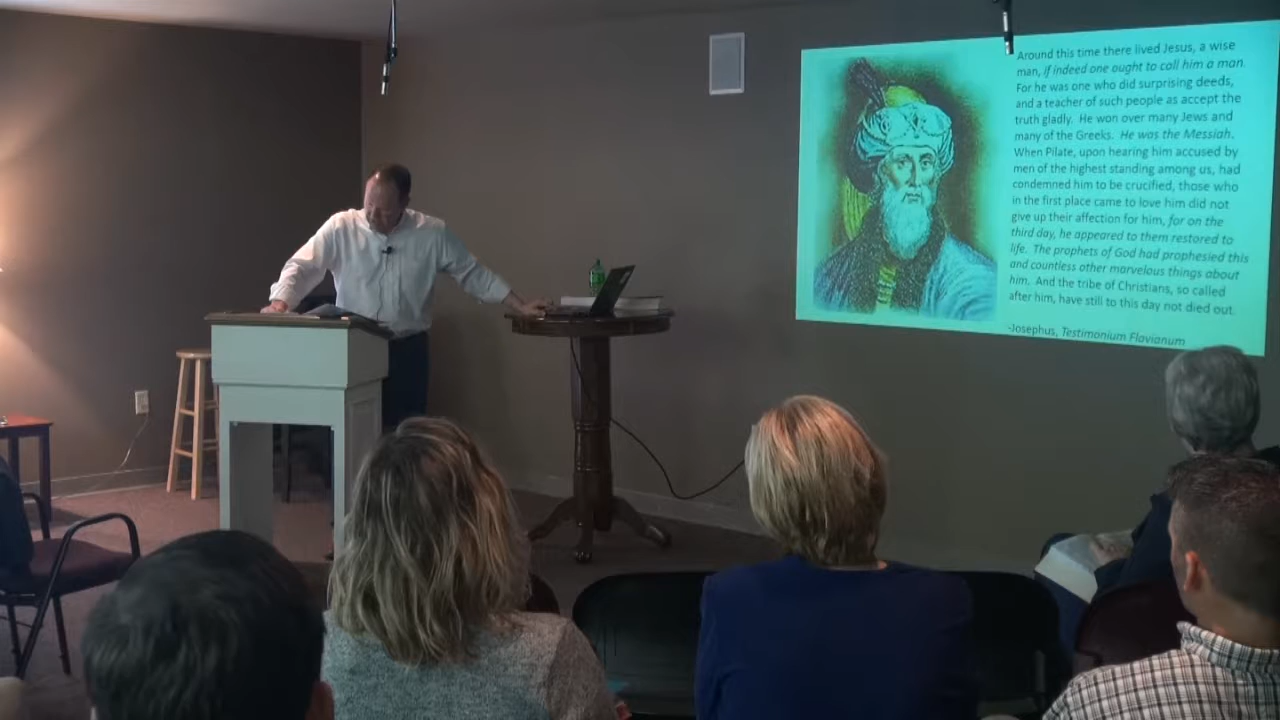 Around this time there lived Jesus, a wise
man, if indeed one ought to call him a man.
For he was one who did surprising deeds,
and a teacher of such people as accept the
truth gladly. He won over many Jews and
many of the Greeks. He was the Messiah.
When Pilate, upon hearing him accused by
men of the highest standing among us, had
condemned him to be crucified, those who
in the first place came to love him did not
give up their affection for him, for on the
third day, he appeared to them restored to
life. The prophets of God had prophesied this
and countless other marvelous things about
him. And the tribe of Christians, so called
after him, have still to this day not died out.
-Josephus, Testimonium Flavianum